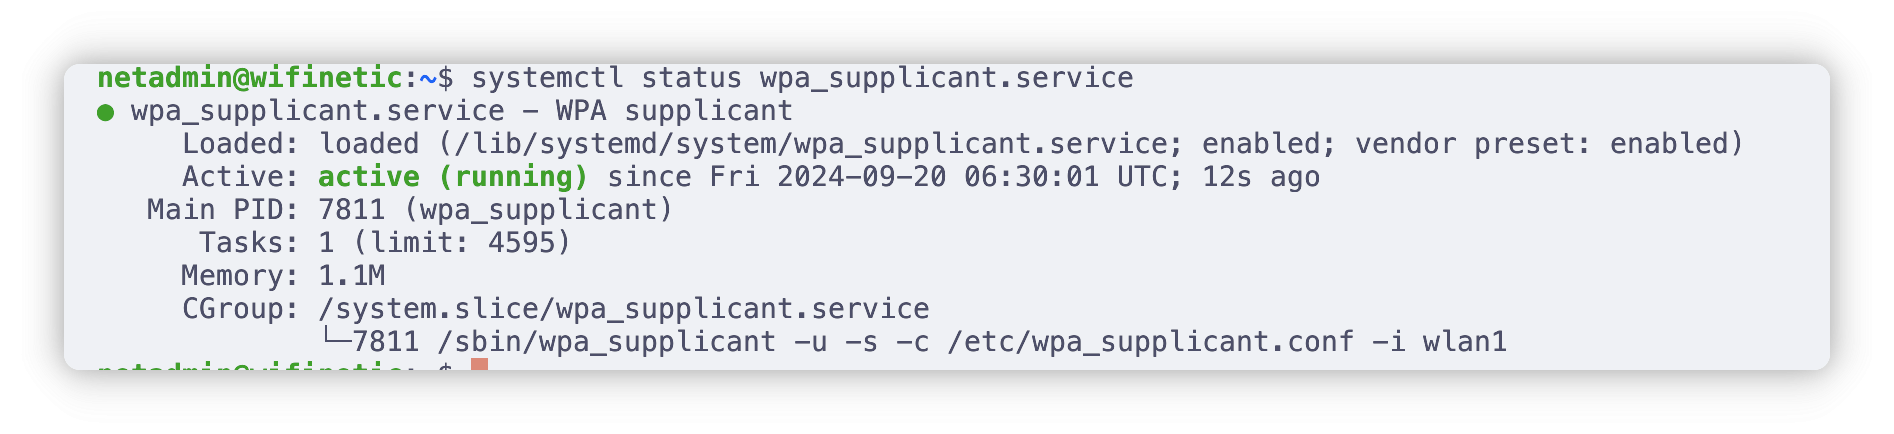 netadmin@wifinetic:~$ systemctl status wpa_supplicant.service
● wpa_supplicant.service - WPA supplicant
     Loaded: loaded (/lib/systemd/system/wpa_supplicant.service; enabled; vendor preset: enabled)
     Active: active (running) since Fri 2024-09-20 06:30:01 UTC; 12s ago
   Main PID: 7811 (wpa_supplicant)
      Tasks: 1 (limit: 4595)
     Memory: 1.1M
     CGroup: /system.slice/wpa_supplicant.service
             └─7811 /sbin/wpa_supplicant -u -s -c /etc/wpa_supplicant.conf -i wlan1
netadmin@wifinetic: $